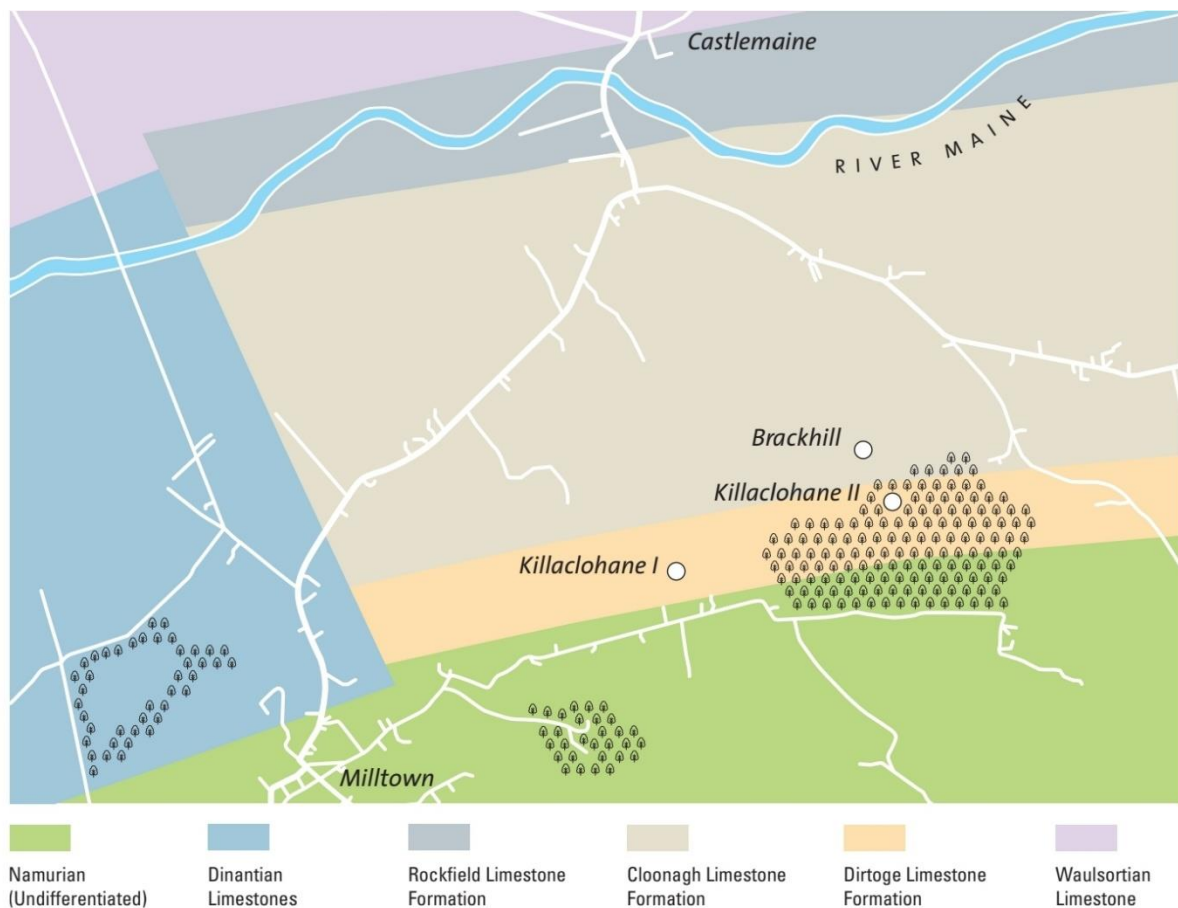 Castlemaine
RIVER MAINE
Brackhill
Killaclohane II
Killaclohane I
Milltown
Namurian
(Undifferentiated)
Dinantian
Limestones
Rockfield Limestone
Formation
Cloonagh Limestone
Formation
Dirtoge Limestone
Formation
Waulsortian
Limestone